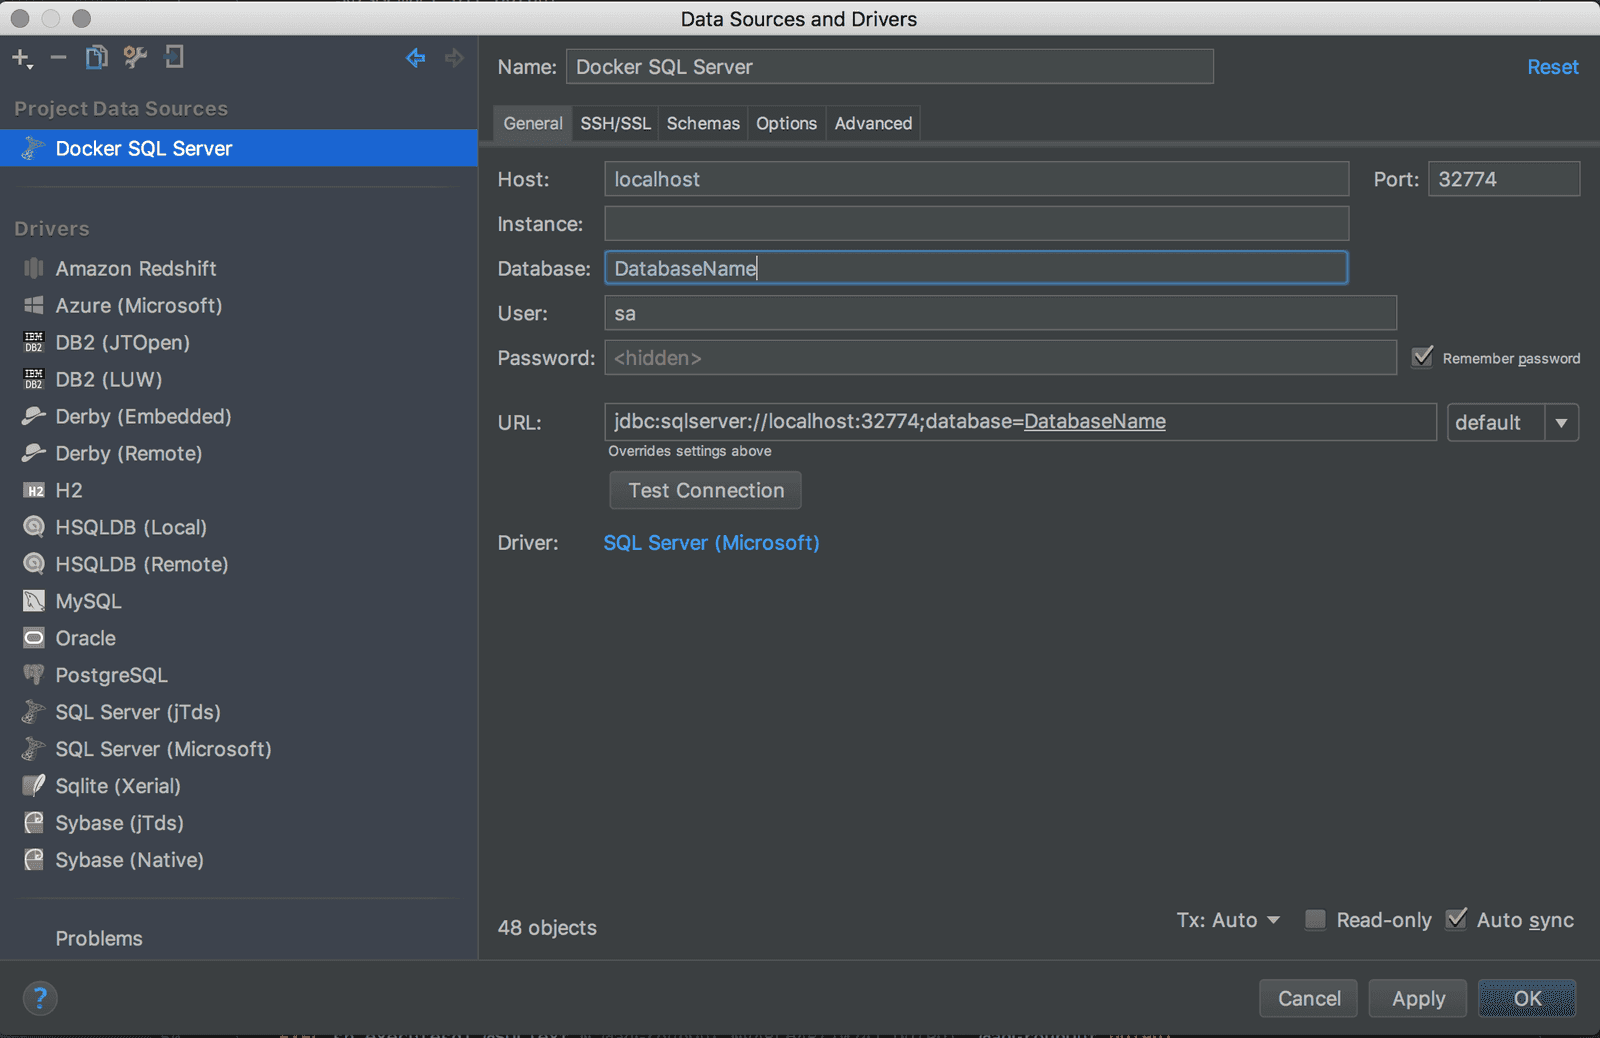 Data Sources and Drivers
Name: Docker SQL Server Reset
Project Data Sources
Docker SQL Server
General SSH/SSL Schemas Options Advanced
Host: localhost Port: 32774
Instance:
Database: DatabaseName
User: sa
Password: <hidden> Remember password
URL: jdbc:sqlserver://localhost:32774;database=DatabaseName default
Overrides settings above
Test Connection
Driver: SQL Server (Microsoft)
Drivers
Amazon Redshift
Azure (Microsoft)
IBM DB2 DB2 (JTOpen)
IBM DB2 DB2 (LUW)
Derby (Embedded)
Derby (Remote)
H2 H2
HSQLDB (Local)
HSQLDB (Remote)
MySQL
Oracle
PostgreSQL
SQL Server (jTds)
SQL Server (Microsoft)
Sqlite (Xerial)
Sybase (jTds)
Sybase (Native)
Problems
48 objects Tx: Auto Read-only Auto sync
? Cancel Apply OK